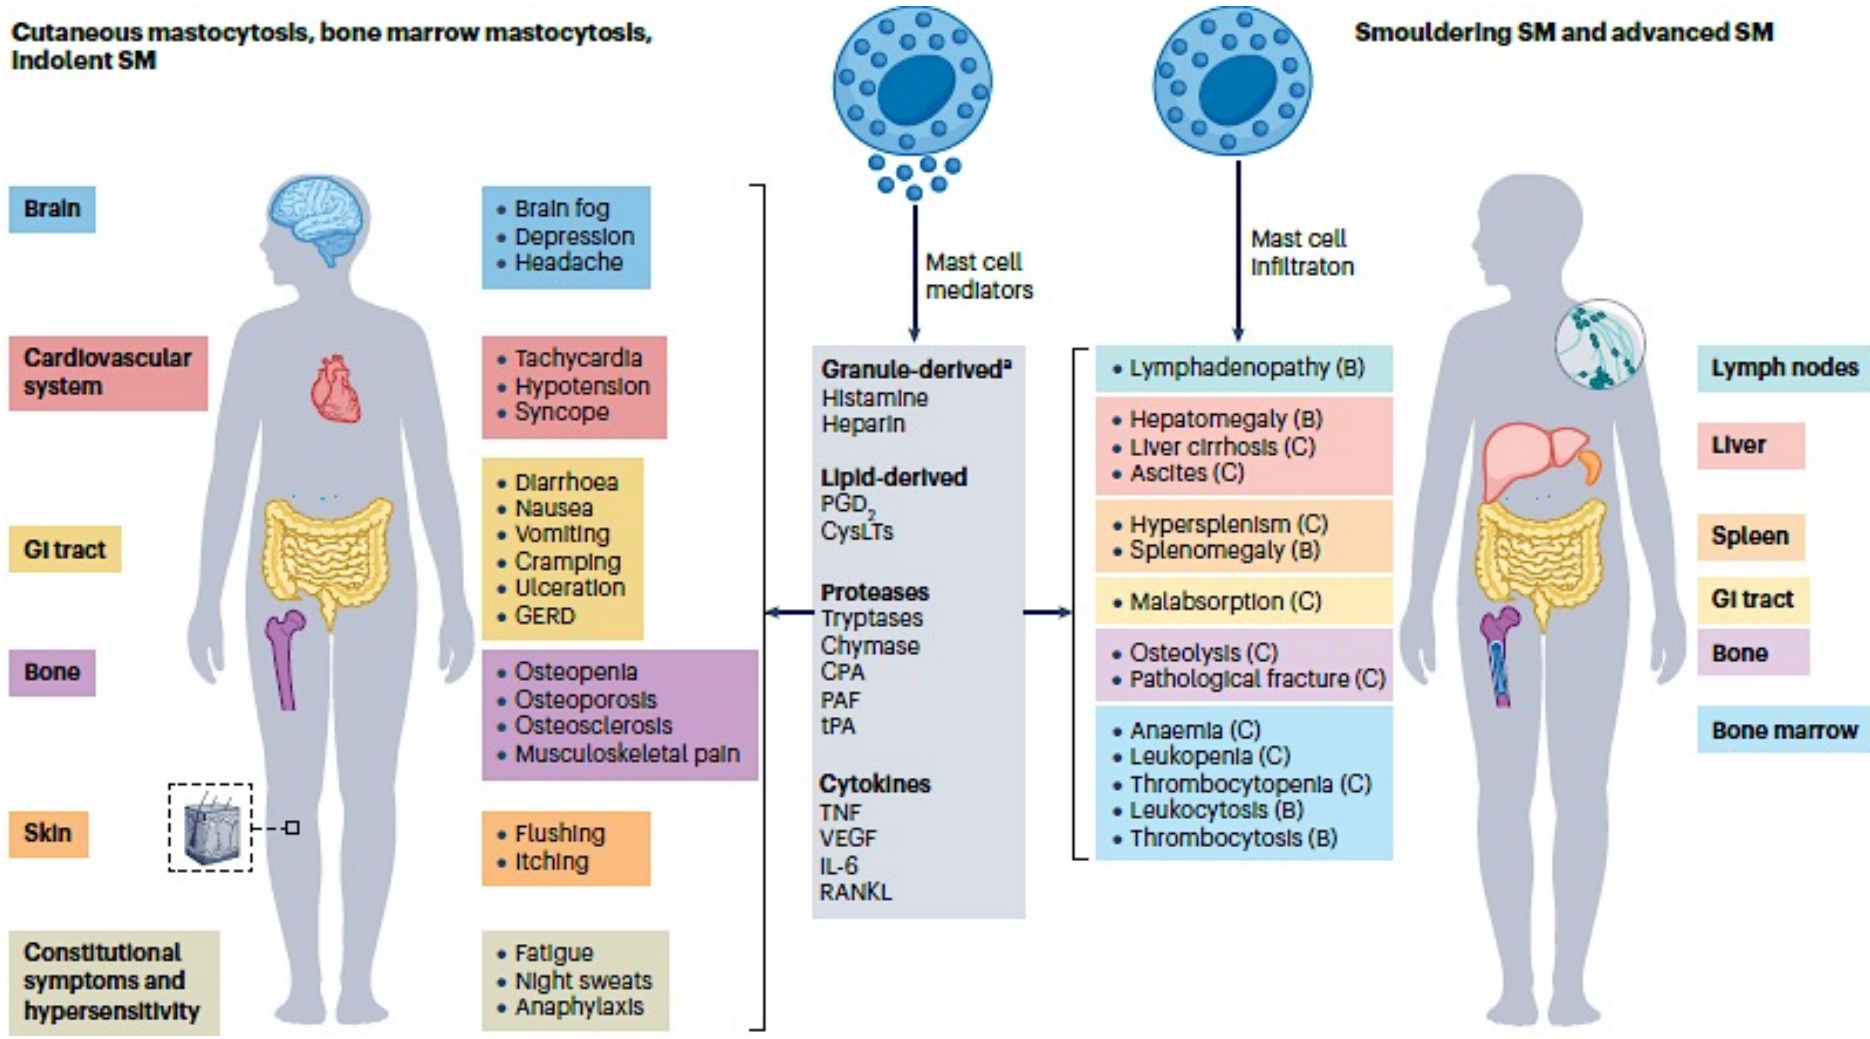 Cutaneous mastocytosis, bone marrow mastocytosis,
indolent SM
Brain
• Brain fog
• Depression
• Headache
Cardiovascular
system
• Tachycardia
• Hypotension
• Syncope
GI tract
• Diarrhoea
• Nausea
• Vomiting
• Cramping
• Ulceration
• GERD
Bone
• Osteopenia
• Osteoporosis
• Osteosclerosis
• Musculoskeletal pain
Skin
• Flushing
• Itching
Constitutional
symptoms and
hypersensitivity
• Fatigue
• Night sweats
• Anaphylaxis
Mast cell
mediators
Granule-derivedª
Histamine
Heparin
Lipid-derived
PGD₂
CysLTs
Proteases
Tryptases
Chymase
CPA
PAF
tPA
Cytokines
TNF
VEGF
IL-6
RANKL
Smouldering SM and advanced SM
Mast cell
infiltraton
• Lymphadenopathy (B)
Lymph nodes
• Hepatomegaly (B)
• Liver cirrhosis (C)
• Ascites (C)
Liver
• Hypersplenism (C)
• Splenomegaly (B)
Spleen
• Malabsorption (C)
GI tract
• Osteolysis (C)
• Pathological fracture (C)
Bone
• Anaemia (C)
• Leukopenia (C)
• Thrombocytopenia (C)
• Leukocytosis (B)
• Thrombocytosis (B)
Bone marrow